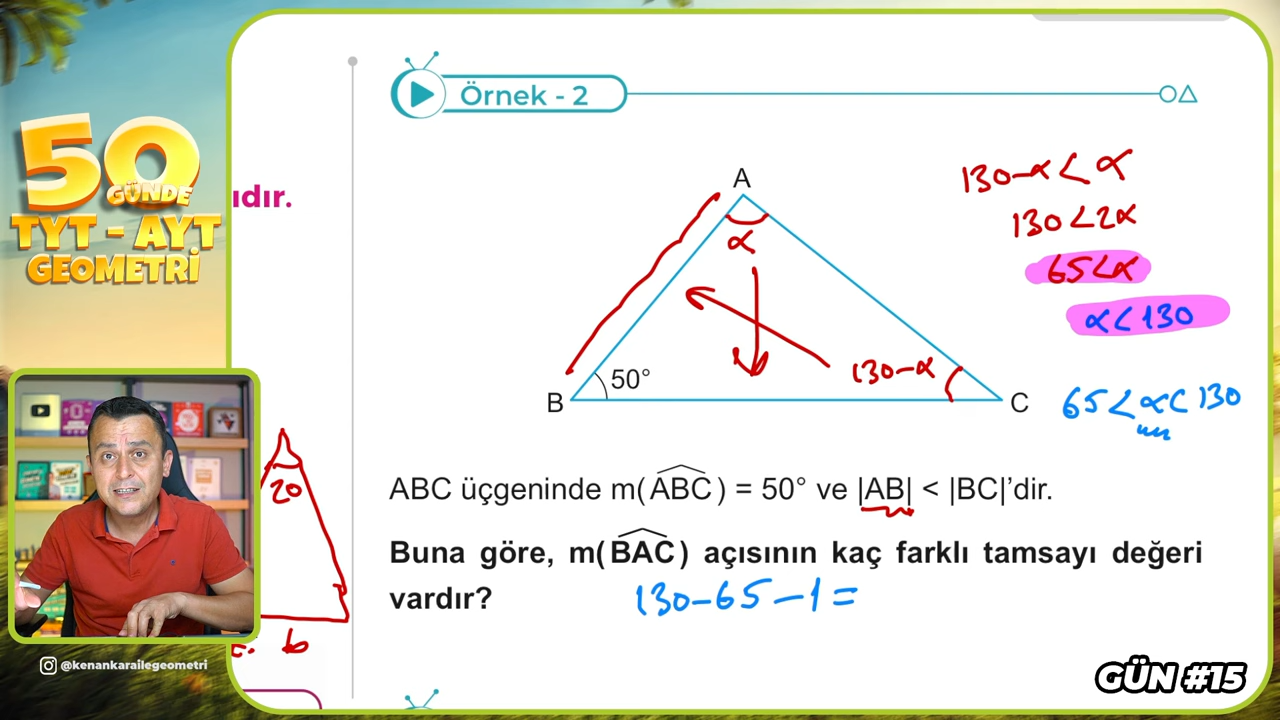 50
GÜNDE
TYT - AYT
GEOMETRİ
ıdır.
Örnek - 2
A
α
B
50°
130-α
C
130-α < α
130 < 2α
65 < α
α < 130
65 < α < 130
20
6
ABC üçgeninde m(ABC) = 50° ve |AB| < |BC|'dir.
Buna göre, m(BAC) açısının kaç farklı tamsayı değeri
vardır?
130-65-1=
@kenankarailegeometri
GÜN #15